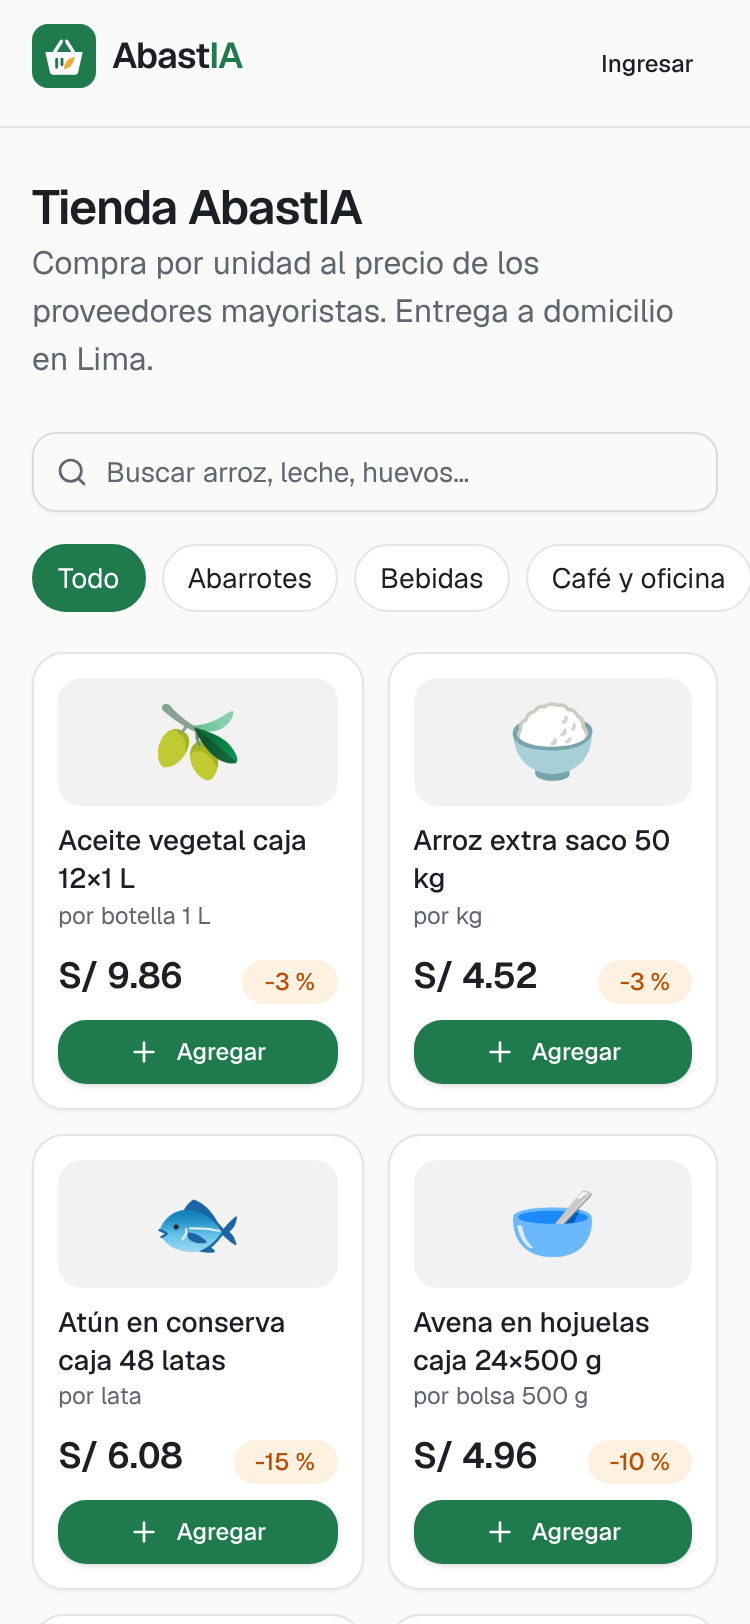 AbastIA
Ingresar
Tienda AbastIA
Compra por unidad al precio de los
proveedores mayoristas. Entrega a domicilio
en Lima.
Buscar arroz, leche, huevos...
Todo
Abarrotes
Bebidas
Café y oficina
Aceite vegetal caja
12×1 L
por botella 1 L
S/ 9.86
-3 %
+ Agregar
Arroz extra saco 50
kg
por kg
S/ 4.52
-3 %
+ Agregar
Atún en conserva
caja 48 latas
por lata
S/ 6.08
-15 %
+ Agregar
Avena en hojuelas
caja 24×500 g
por bolsa 500 g
S/ 4.96
-10 %
+ Agregar